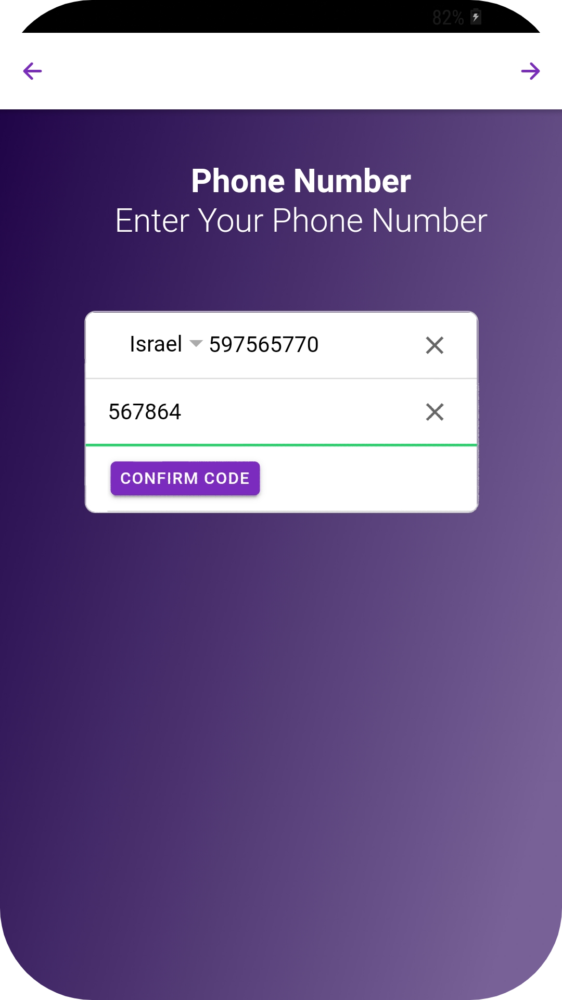 82%
Phone Number
Enter Your Phone Number
Israel 597565770
567864
CONFIRM CODE